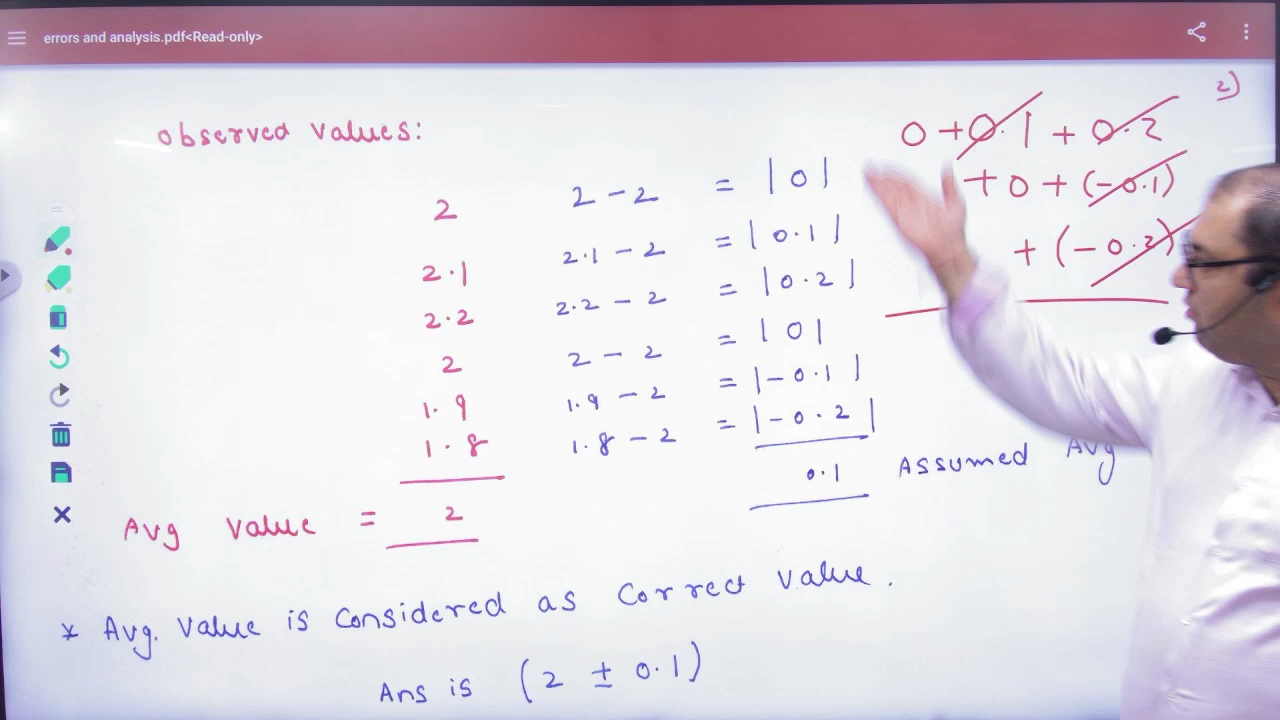 errors and analysis.pdf<Read-only>
2)
observed values:
0 + 0.1 + 0.2
+ 0 + (-0.1)
+ (-0.2)
2 2 - 2 = |0|
2.1 2.1 - 2 = |0.1|
2.2 2.2 - 2 = |0.2|
2 2 - 2 = |0|
1.9 1.9 - 2 = |-0.1|
1.8 1.8 - 2 = |-0.2|
0.1 Assumed Avg
Avg value = 2
* Avg. value is considered as correct value.
Ans is (2 ± 0.1)